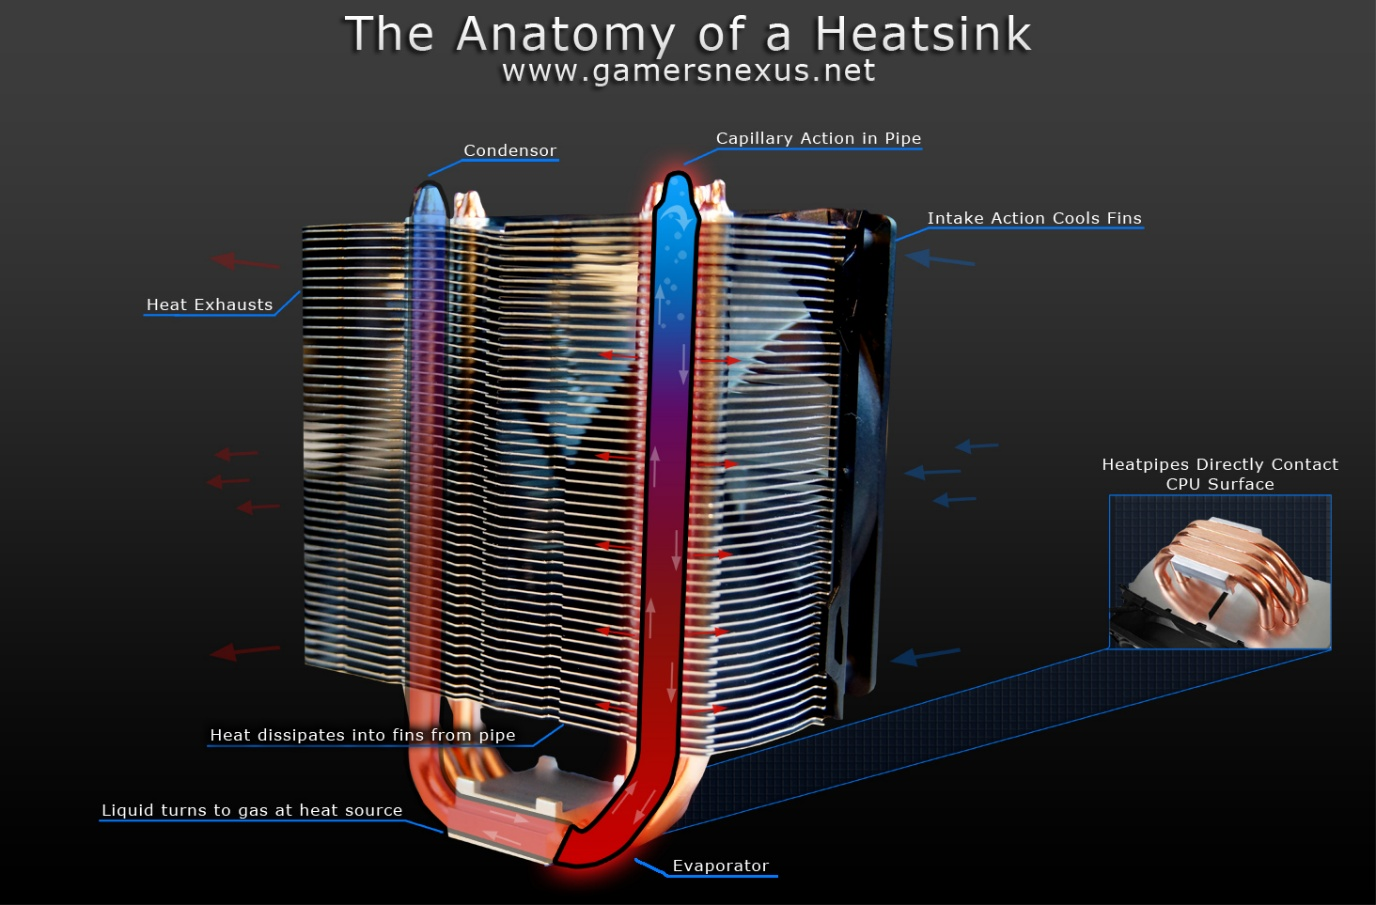 The Anatomy of a Heatsink
www.gamersnexus.net
Capillary Action in Pipe
Condensor
Intake Action Cools Fins
Heat Exhausts
Heatpipes Directly Contact
CPU Surface
Heat dissipates into fins from pipe
Liquid turns to gas at heat source
Evaporator